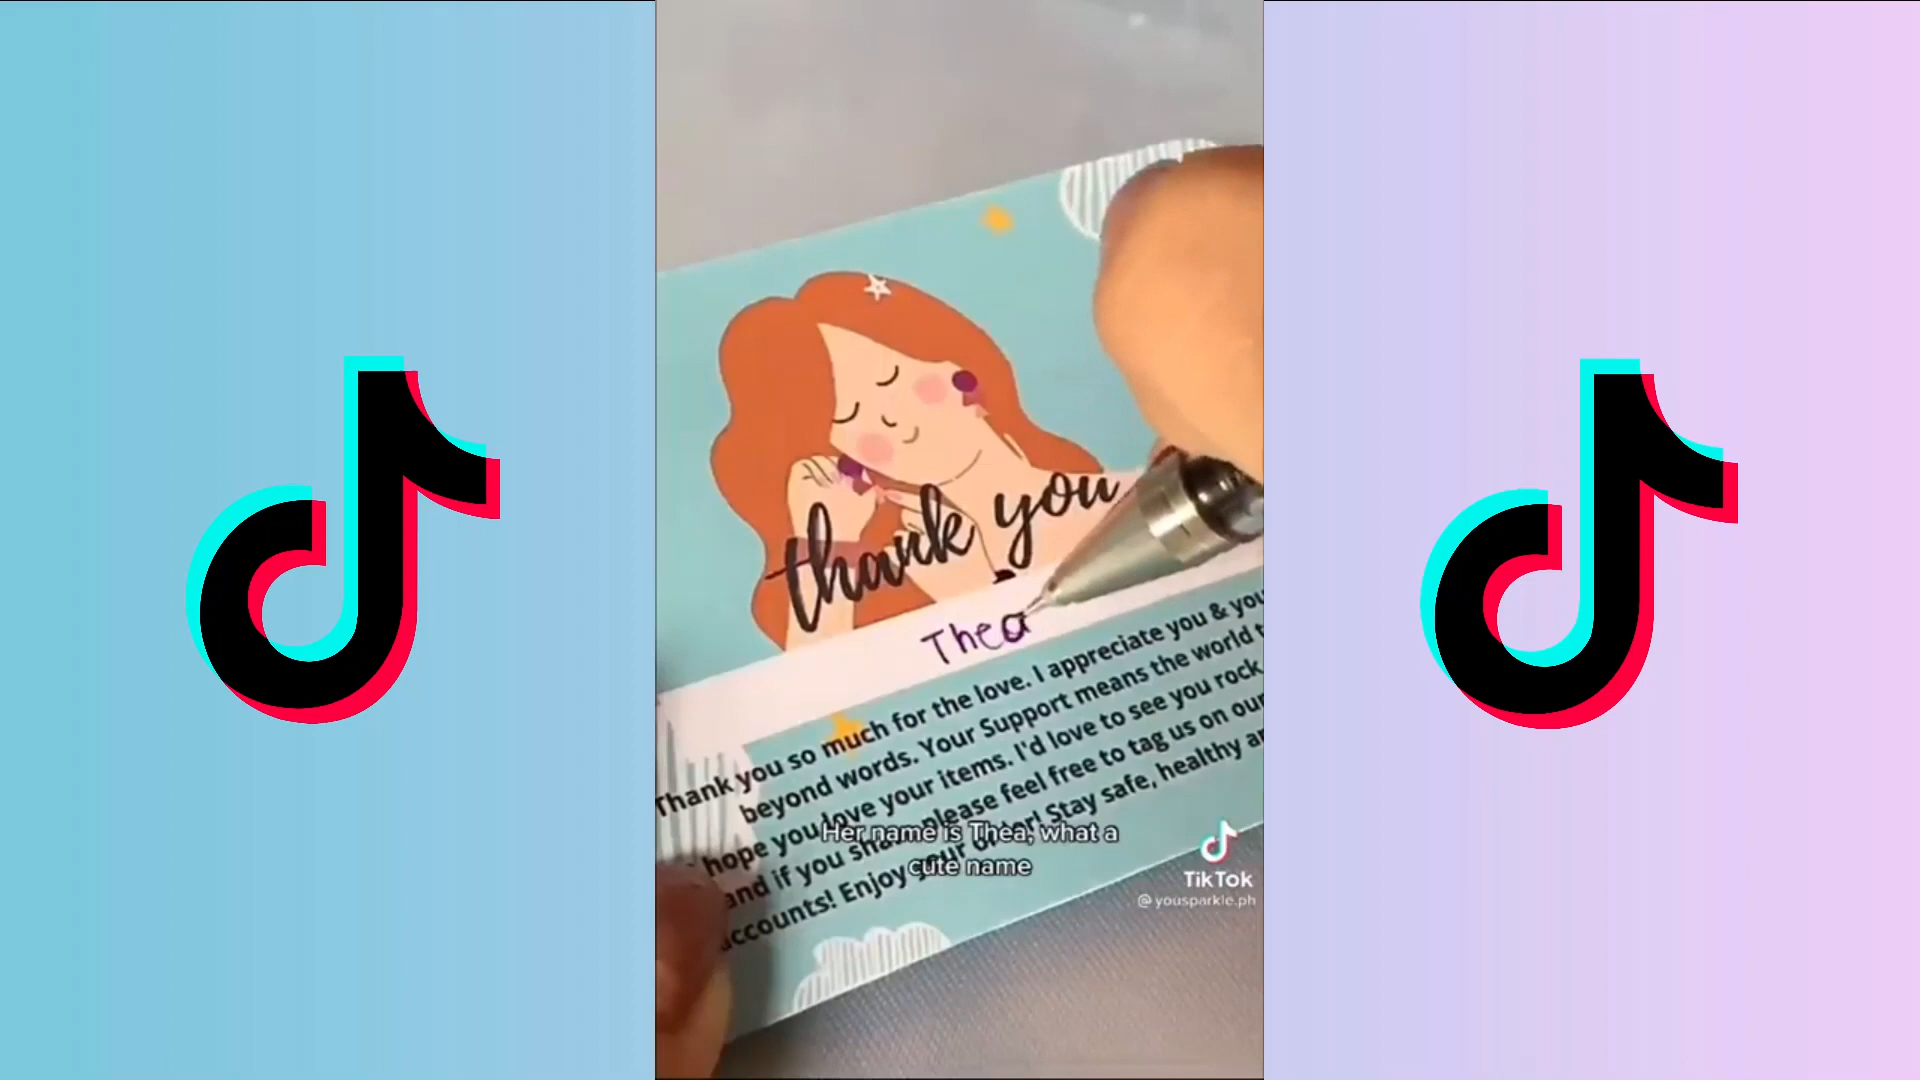 thank you
Thea
Thank you so much for the love. I appreciate you & you
beyond words. Your Support means the world t
hope you love your items. I'd love to see you rock
and if you sha please feel free to tag us on our
accounts! Enjoy your order! Stay safe, healthy an
Her name is Thea, what a
cute name
TikTok
@yousparkle.ph